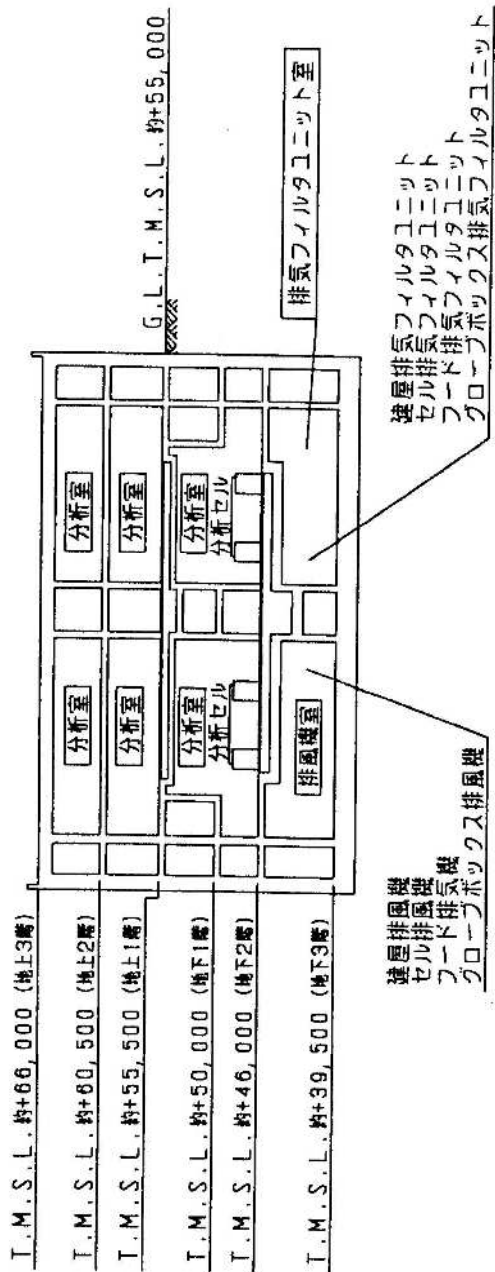 T.M.S.L.約+66,000 (地上3階)
T.M.S.L.約+60,500 (地上2階)
T.M.S.L.約+55,500 (地上1階)
T.M.S.L.約+50,000 (地下1階)
T.M.S.L.約+46,000 (地下2階)
T.M.S.L.約+39,500 (地下3階)
G.L.T.M.S.L.約+55,000
分析室
分析室
分析室
分析室
分析室
分析セル
分析室
分析セル
排風機室
排気フィルタユニット室
建屋排風機
セル排風機
フード排気機
グローブボックス排風機
建屋排気フィルタユニット
セル排気フィルタユニット
フード排気フィルタユニット
グローブボックス排気フィルタユニット